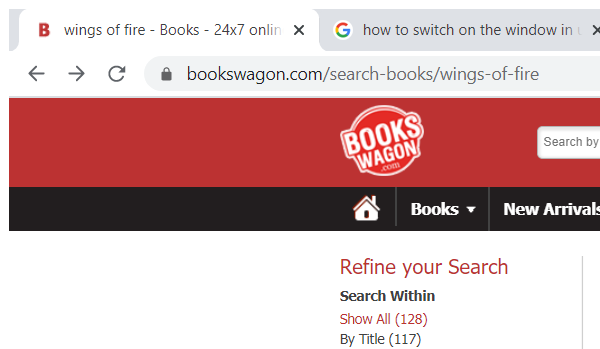 B wings of fire - Books - 24x7 onlin
how to switch on the window in
bookswagon.com/search-books/wings-of-fire
BOOKS
WAGON
.com
Search by
Books
New Arrivals
Refine your Search
Search Within
Show All (128)
By Title (117)